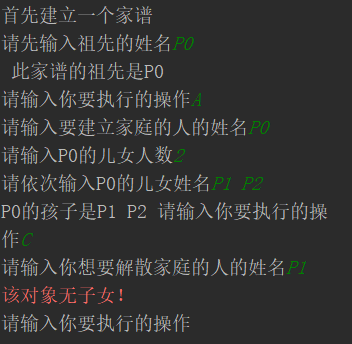 首先建立一个家谱
请先输入祖先的姓名P0
此家谱的祖先是P0
请输入你要执行的操作A
请输入要建立家庭的人的姓名P0
请输入P0的儿女人数2
请依次输入P0的儿女姓名P1 P2
P0的孩子是P1 P2 请输入你要执行的操
作C
请输入你想要解散家庭的人的姓名P1
该对象无子女!
请输入你要执行的操作